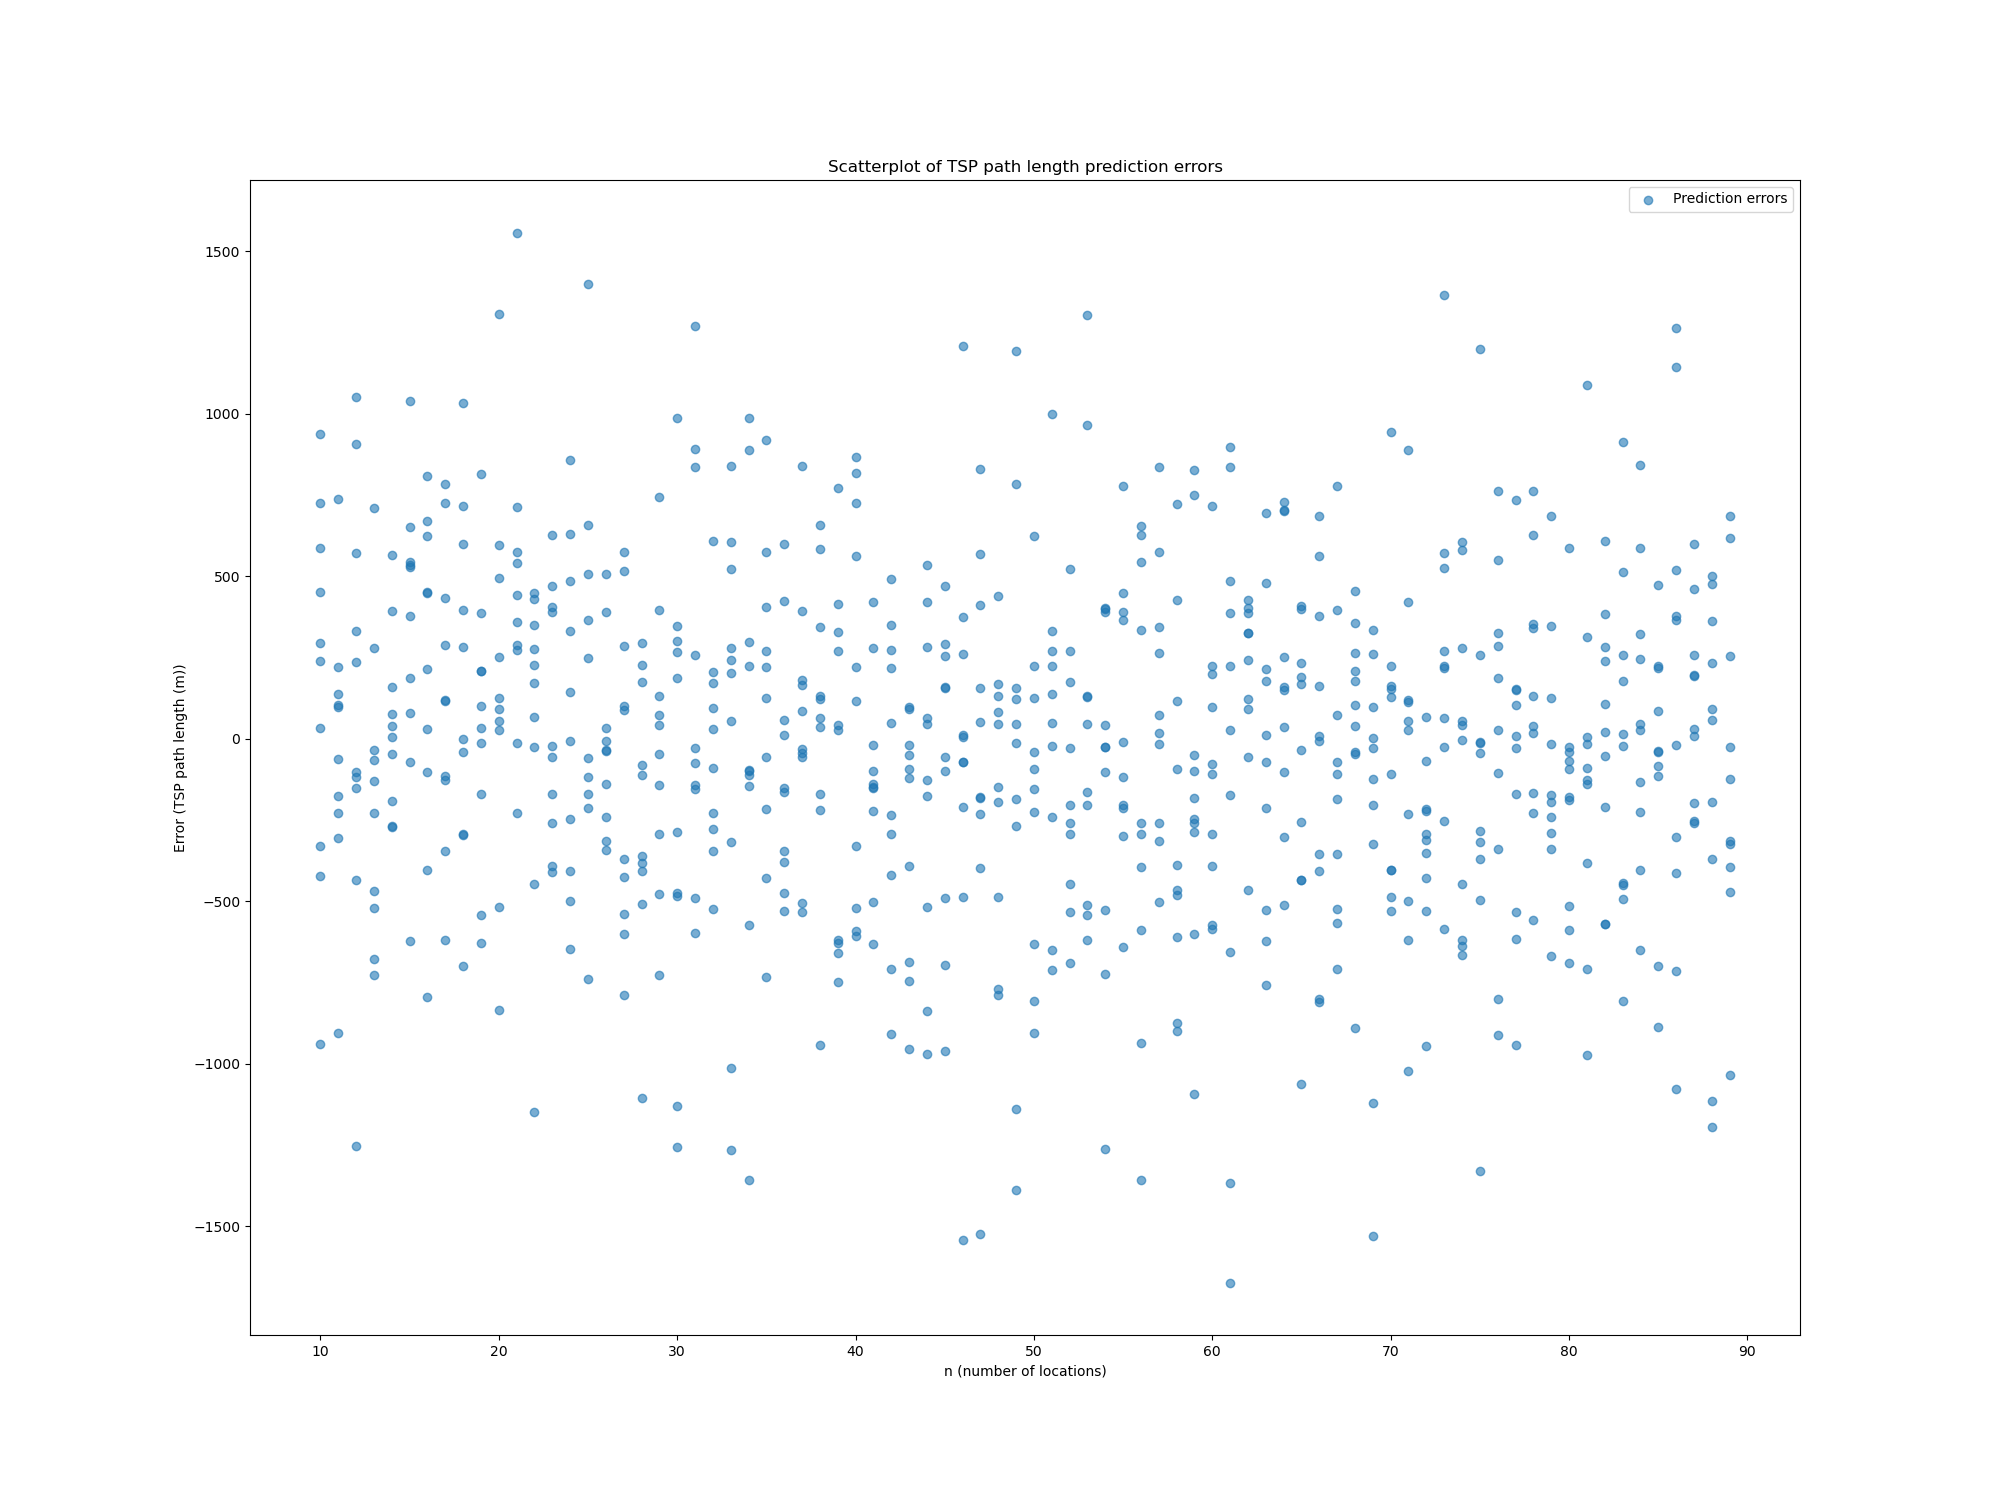 Scatterplot of TSP path length prediction errors
Prediction errors
1500
1000
500
0
−500
−1000
−1500
Error (TSP path length (m))
10 20 30 40 50 60 70 80 90
n (number of locations)